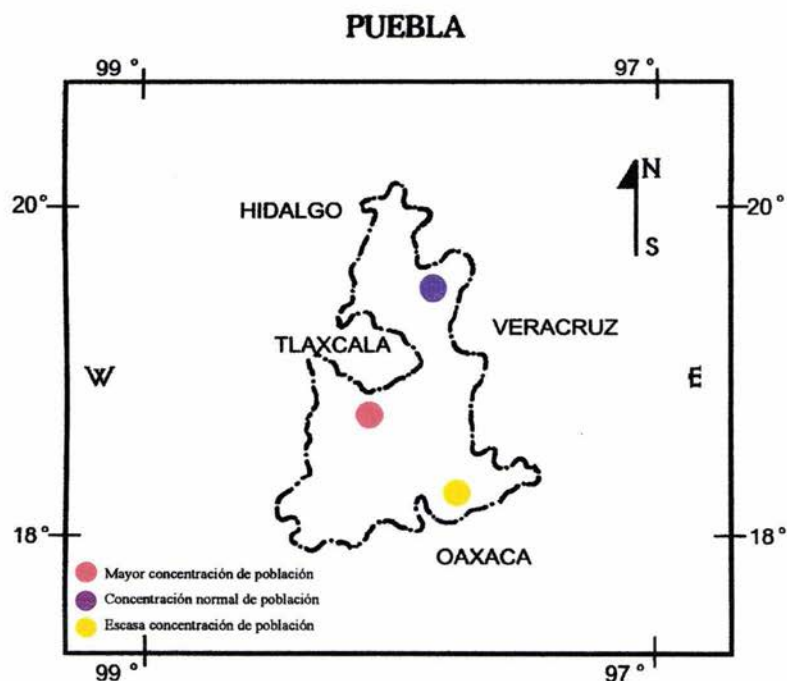 PUEBLA
99°
97°
N
20°
20°
HIDALGO
S
VERACRUZ
TLAXCALA
W
E
18°
18°
OAXACA
Mayor concentración de población
Concentración normal de población
Escasa concentración de población
99°
97°